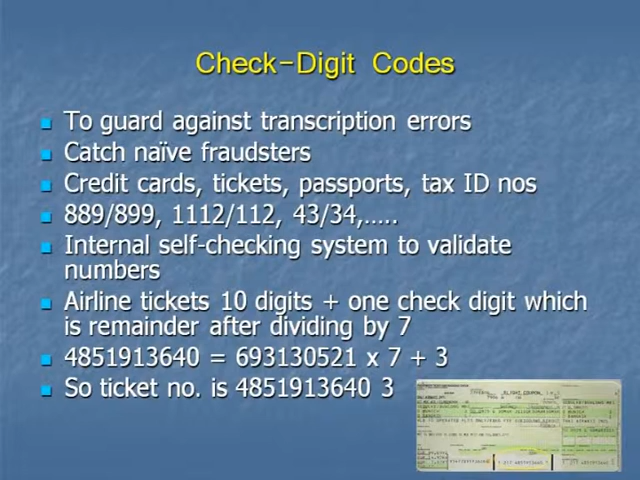 Check-Digit Codes
To guard against transcription errors
Catch naïve fraudsters
Credit cards, tickets, passports, tax ID nos
889/899, 1112/112, 43/34,.....
Internal self-checking system to validate
numbers
Airline tickets 10 digits + one check digit which
is remainder after dividing by 7
4851913640 = 693130521 x 7 + 3
So ticket no. is 4851913640 3